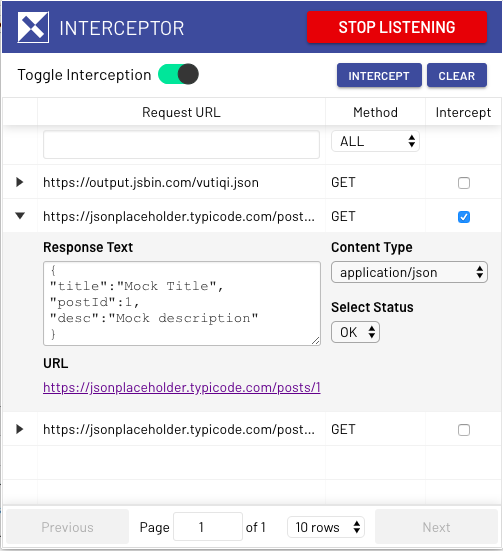 INTERCEPTOR STOP LISTENING
Toggle Interception INTERCEPT CLEAR
Request URL Method Intercept
ALL
https://output.jsbin.com/vutiqi.json GET
https://jsonplaceholder.typicode.com/post... GET
Response Text Content Type
{ application/json
"title":"Mock Title",
"postId":1, Select Status
"desc":"Mock description" OK
}
URL
https://jsonplaceholder.typicode.com/posts/1
https://jsonplaceholder.typicode.com/post... GET
Previous Page 1 of 1 10 rows Next